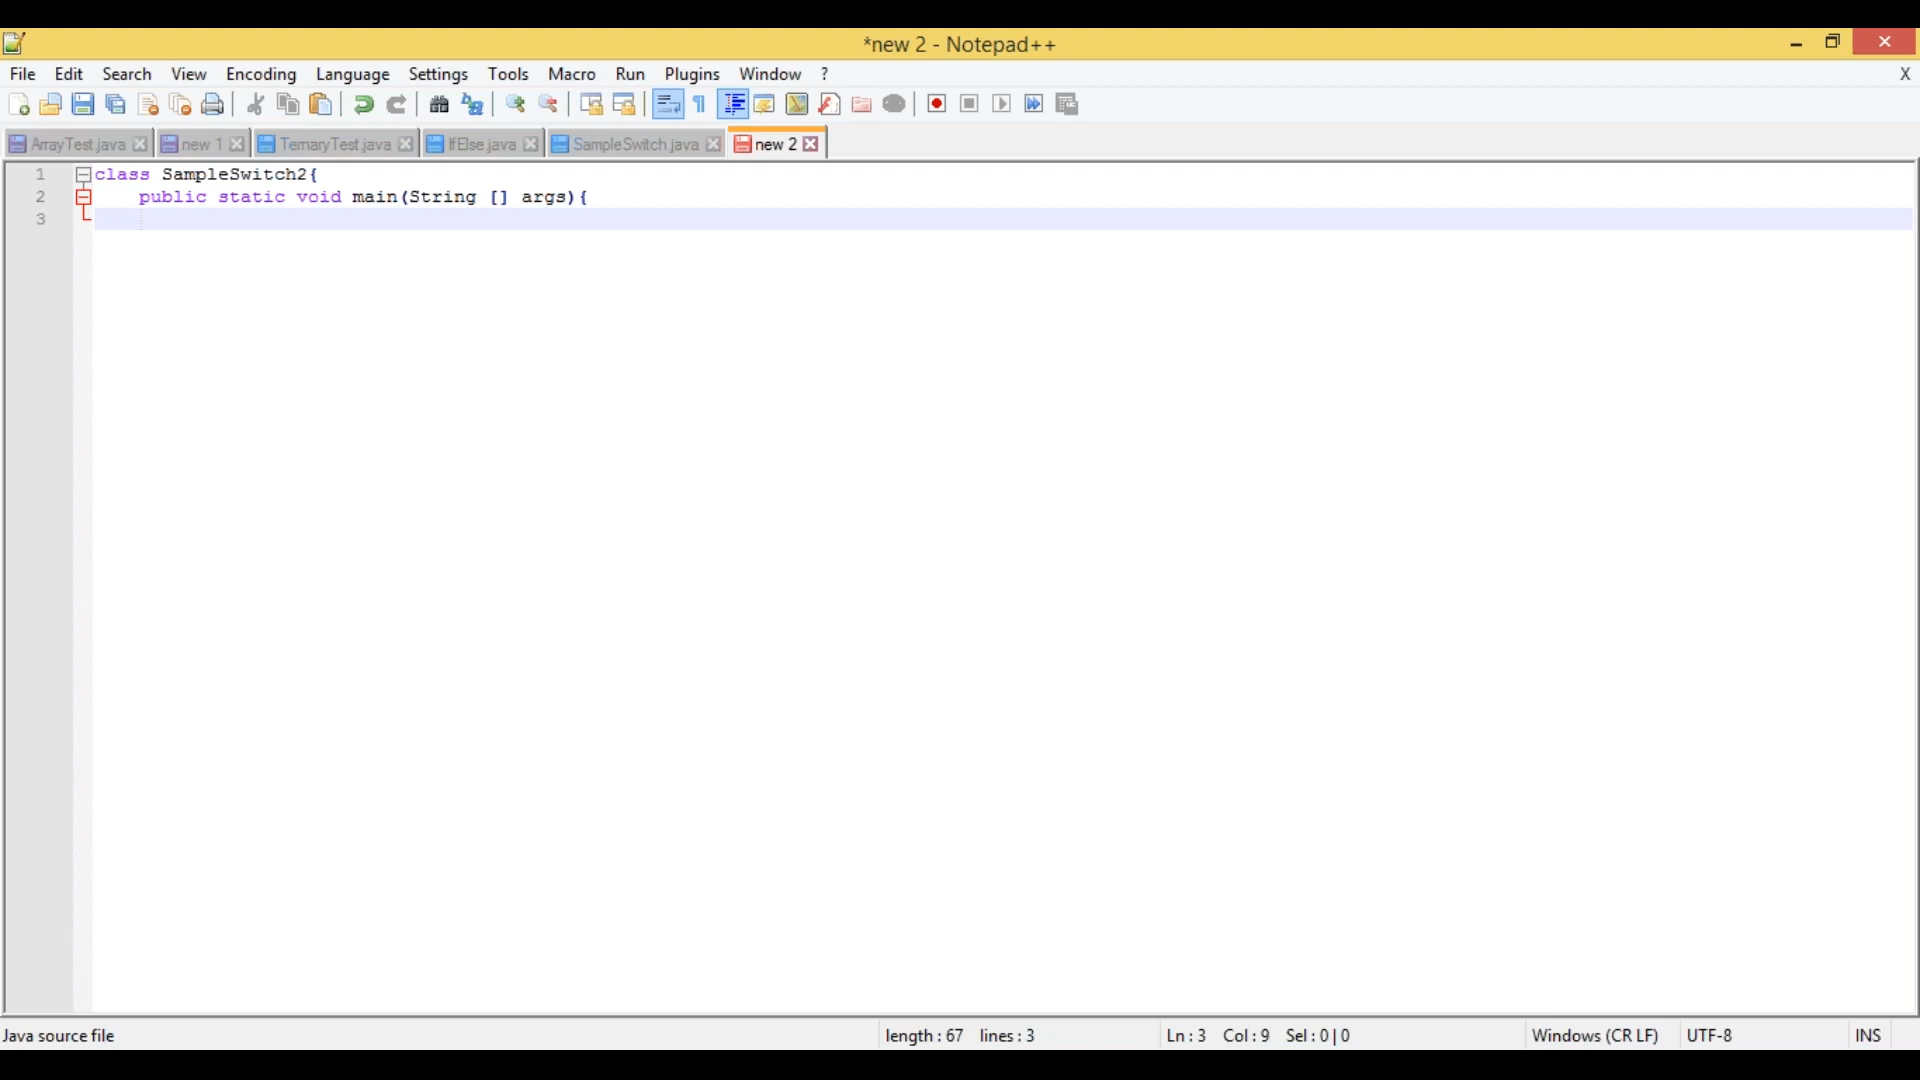 *new 2 - Notepad++
File Edit Search View Encoding Language Settings Tools Macro Run Plugins Window ? X
ArrayTest.java new 1 TernaryTest.java IfElse.java SampleSwitch.java new 2
1 class SampleSwitch2{
2 public static void main(String [] args){
3
Java source file length : 67 lines : 3 Ln : 3 Col : 9 Sel : 0 | 0 Windows (CR LF) UTF-8 INS